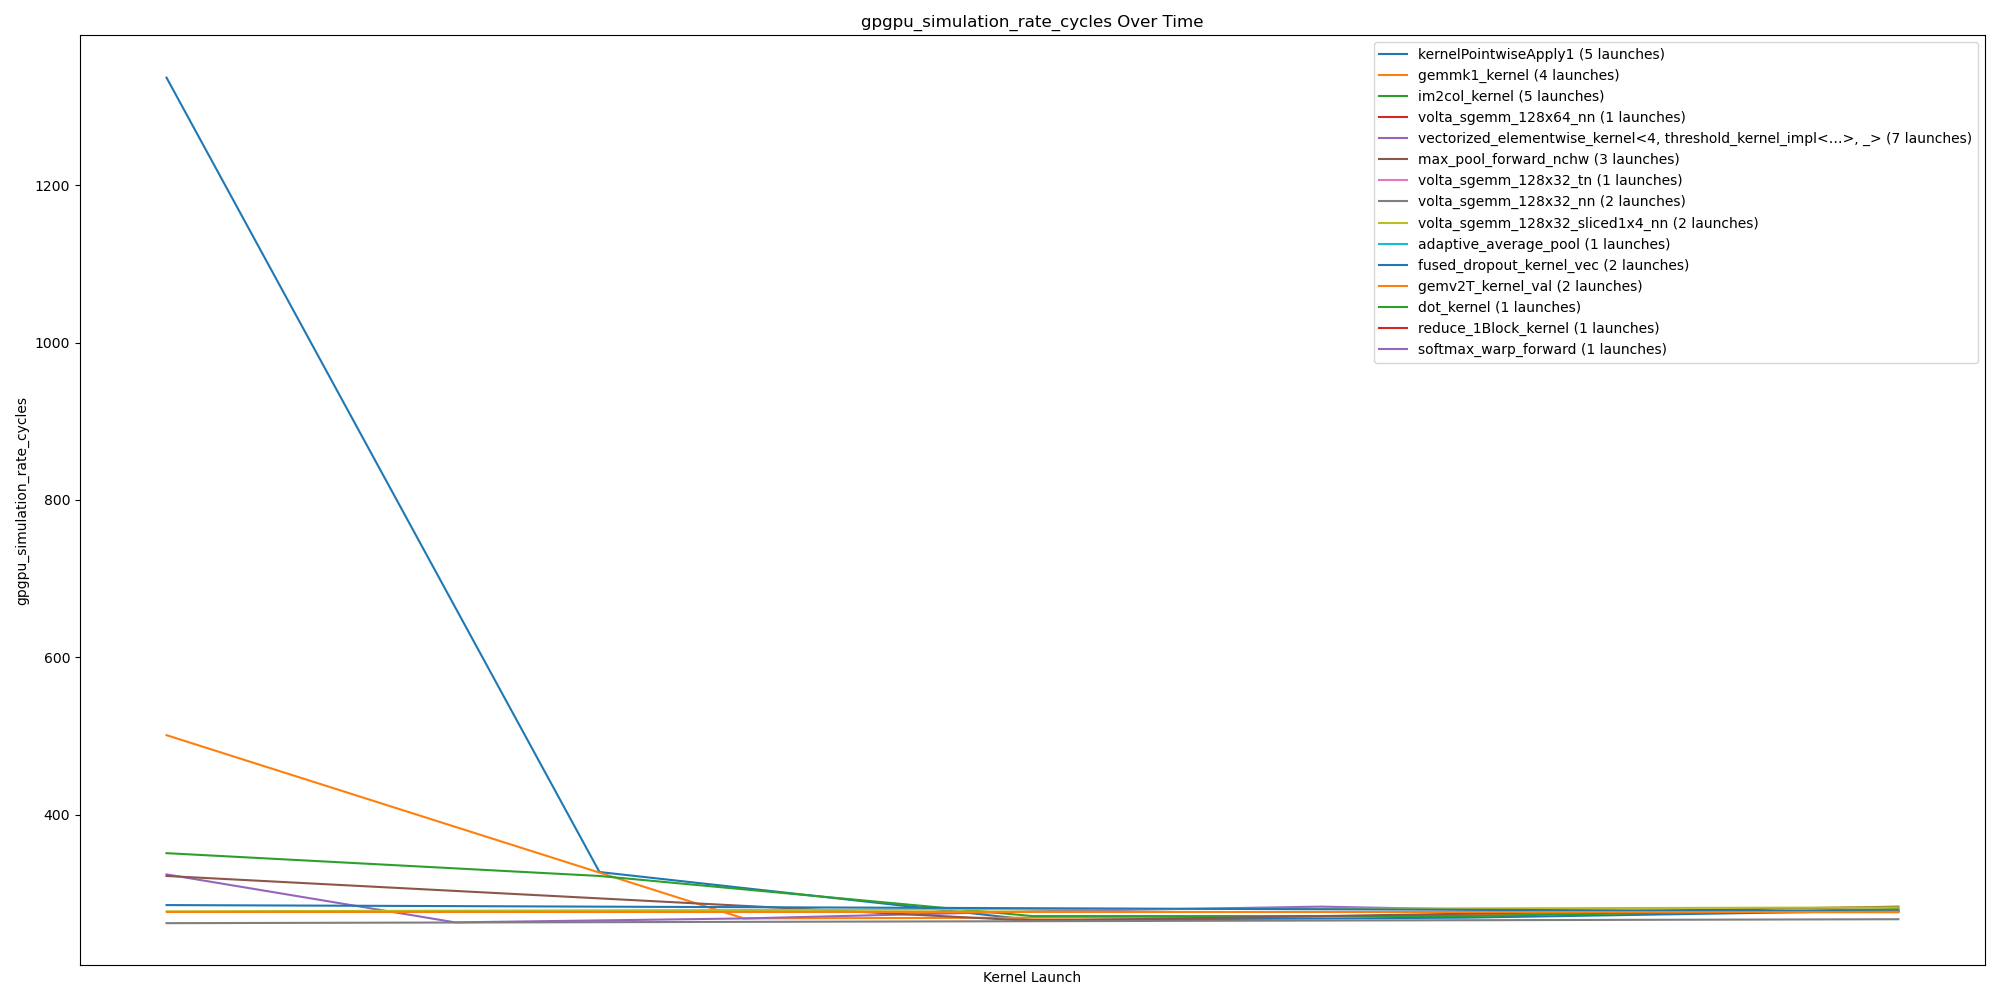 gpgpu_simulation_rate_cycles Over Time
kernelPointwiseApply1 (5 launches)
gemmk1_kernel (4 launches)
im2col_kernel (5 launches)
volta_sgemm_128x64_nn (1 launches)
vectorized_elementwise_kernel<4, threshold_kernel_impl<...>, _> (7 launches)
max_pool_forward_nchw (3 launches)
volta_sgemm_128x32_tn (1 launches)
volta_sgemm_128x32_nn (2 launches)
volta_sgemm_128x32_sliced1x4_nn (2 launches)
adaptive_average_pool (1 launches)
fused_dropout_kernel_vec (2 launches)
gemv2T_kernel_val (2 launches)
dot_kernel (1 launches)
reduce_1Block_kernel (1 launches)
softmax_warp_forward (1 launches)
1200
1000
800
600
400
gpgpu_simulation_rate_cycles
Kernel Launch